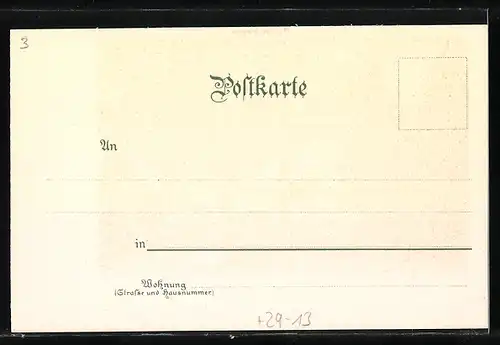 3
Postkarte
An
in
Wohnung
(Straße und Hausnummer)
+29-13